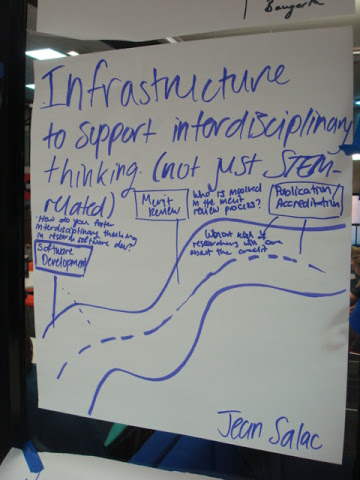 Bangerk
Infrastructure
to support interdisciplinary
thinking (not just STEM-
related)
How do you foster
interdisciplinary thinking
in research software dev?
Software
Development
Merit
Review
Who is involved
in the merit
review process?
Publication/
Accreditation
What kind of
researchers will care
about the credit
Jean Salac